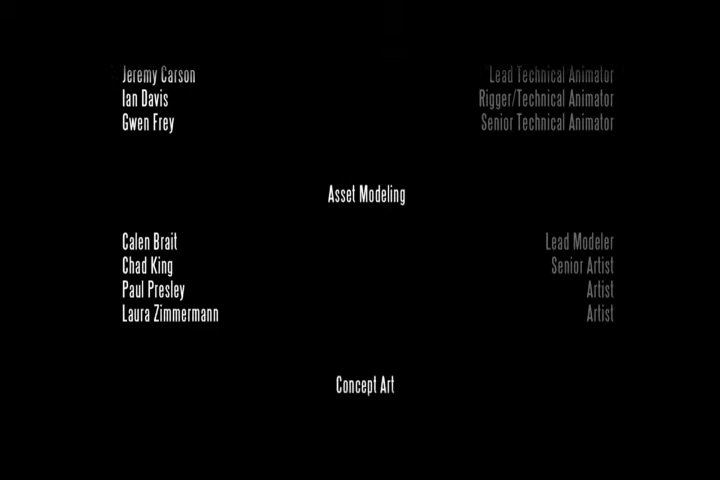 Jeremy Carson Lead Technical Animator
Ian Davis Rigger/Technical Animator
Gwen Frey Senior Technical Animator
Asset Modeling
Calen Brait Lead Modeler
Chad King Senior Artist
Paul Presley Artist
Laura Zimmermann Artist
Concept Art